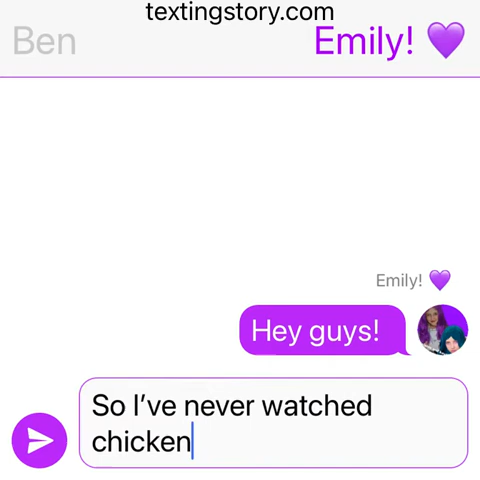 textingstory.com
Ben
Emily! 💜
Emily! 💜
Hey guys!
So I’ve never watched
chicken